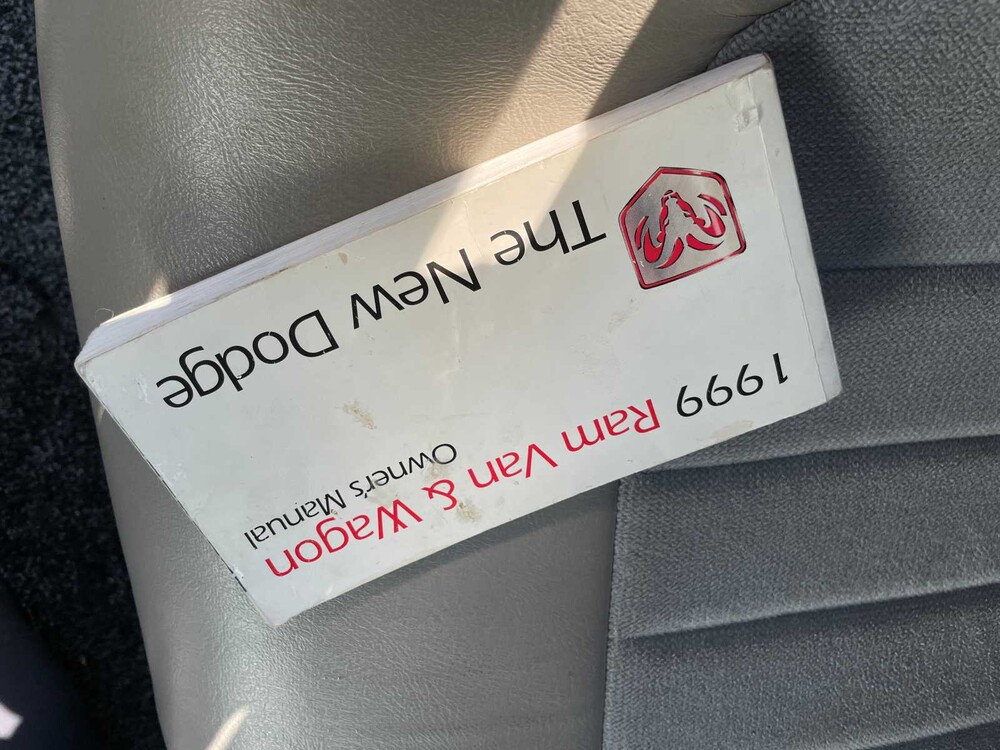 1999 Ram Van & Wagon
Owner's Manual
The New Dodge